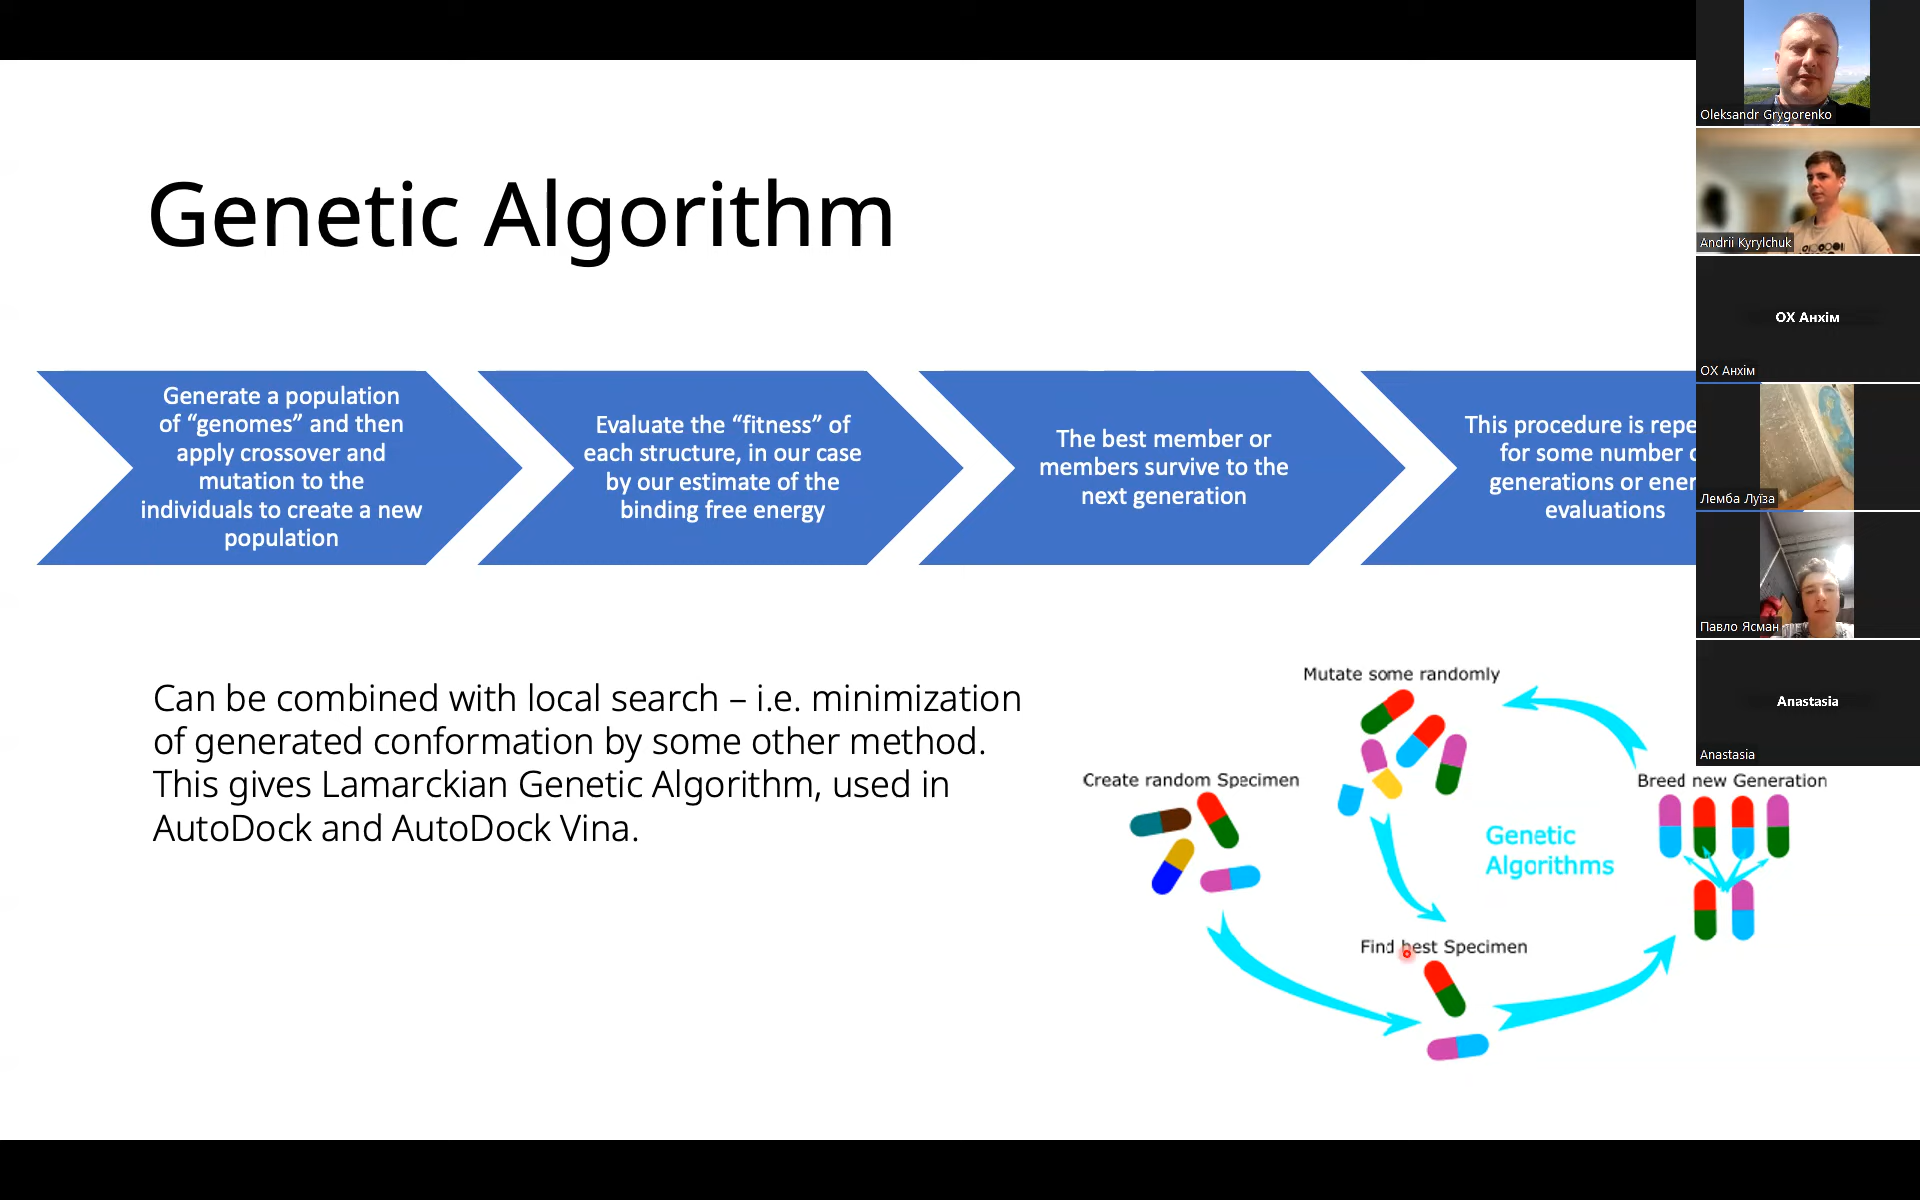 Genetic Algorithm
Generate a population
of “genomes” and then
apply crossover and
mutation to the
individuals to create a new
population
Evaluate the “fitness” of
each structure, in our case
by our estimate of the
binding free energy
The best member or
members survive to the
next generation
This procedure is repe
for some number
generations or ener
evaluations
Can be combined with local search – i.e. minimization
of generated conformation by some other method.
This gives Lamarckian Genetic Algorithm, used in
AutoDock and AutoDock Vina.
Mutate some randomly
Create random Specimen
Breed new Generation
Genetic
Algorithms
Find best Specimen
Oleksandr Grygorenko
Andrii Kyrylchuk
ОХ Анхім
ОХ Анхім
Лемба Луїза
Павло Ясман
Anastasia
Anastasia